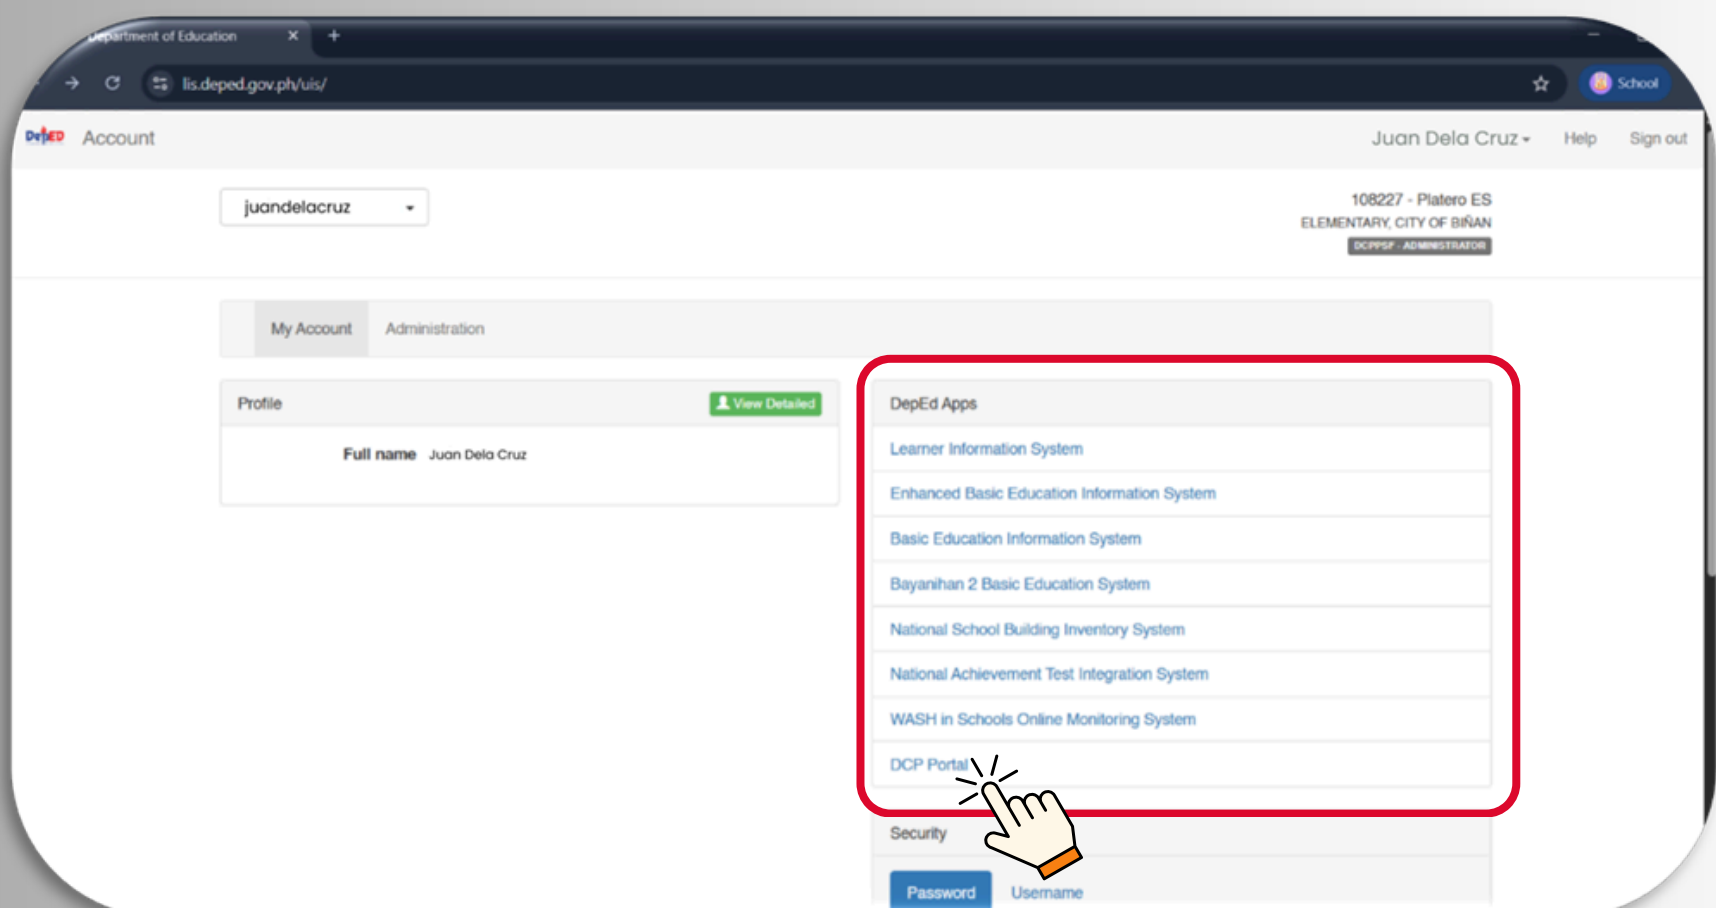 Department of Education
lis.deped.gov.ph/uis/
School
DepED Account
Juan Dela Cruz Help Sign out
juandelacruz
108227 - Platero ES
ELEMENTARY, CITY OF BIÑAN
DCPPSF - ADMINISTRATOR
My Account Administration
Profile View Detailed
Full name Juan Dela Cruz
DepEd Apps
Learner Information System
Enhanced Basic Education Information System
Basic Education Information System
Bayanihan 2 Basic Education System
National School Building Inventory System
National Achievement Test Integration System
WASH in Schools Online Monitoring System
DCP Portal
Security
Password Username